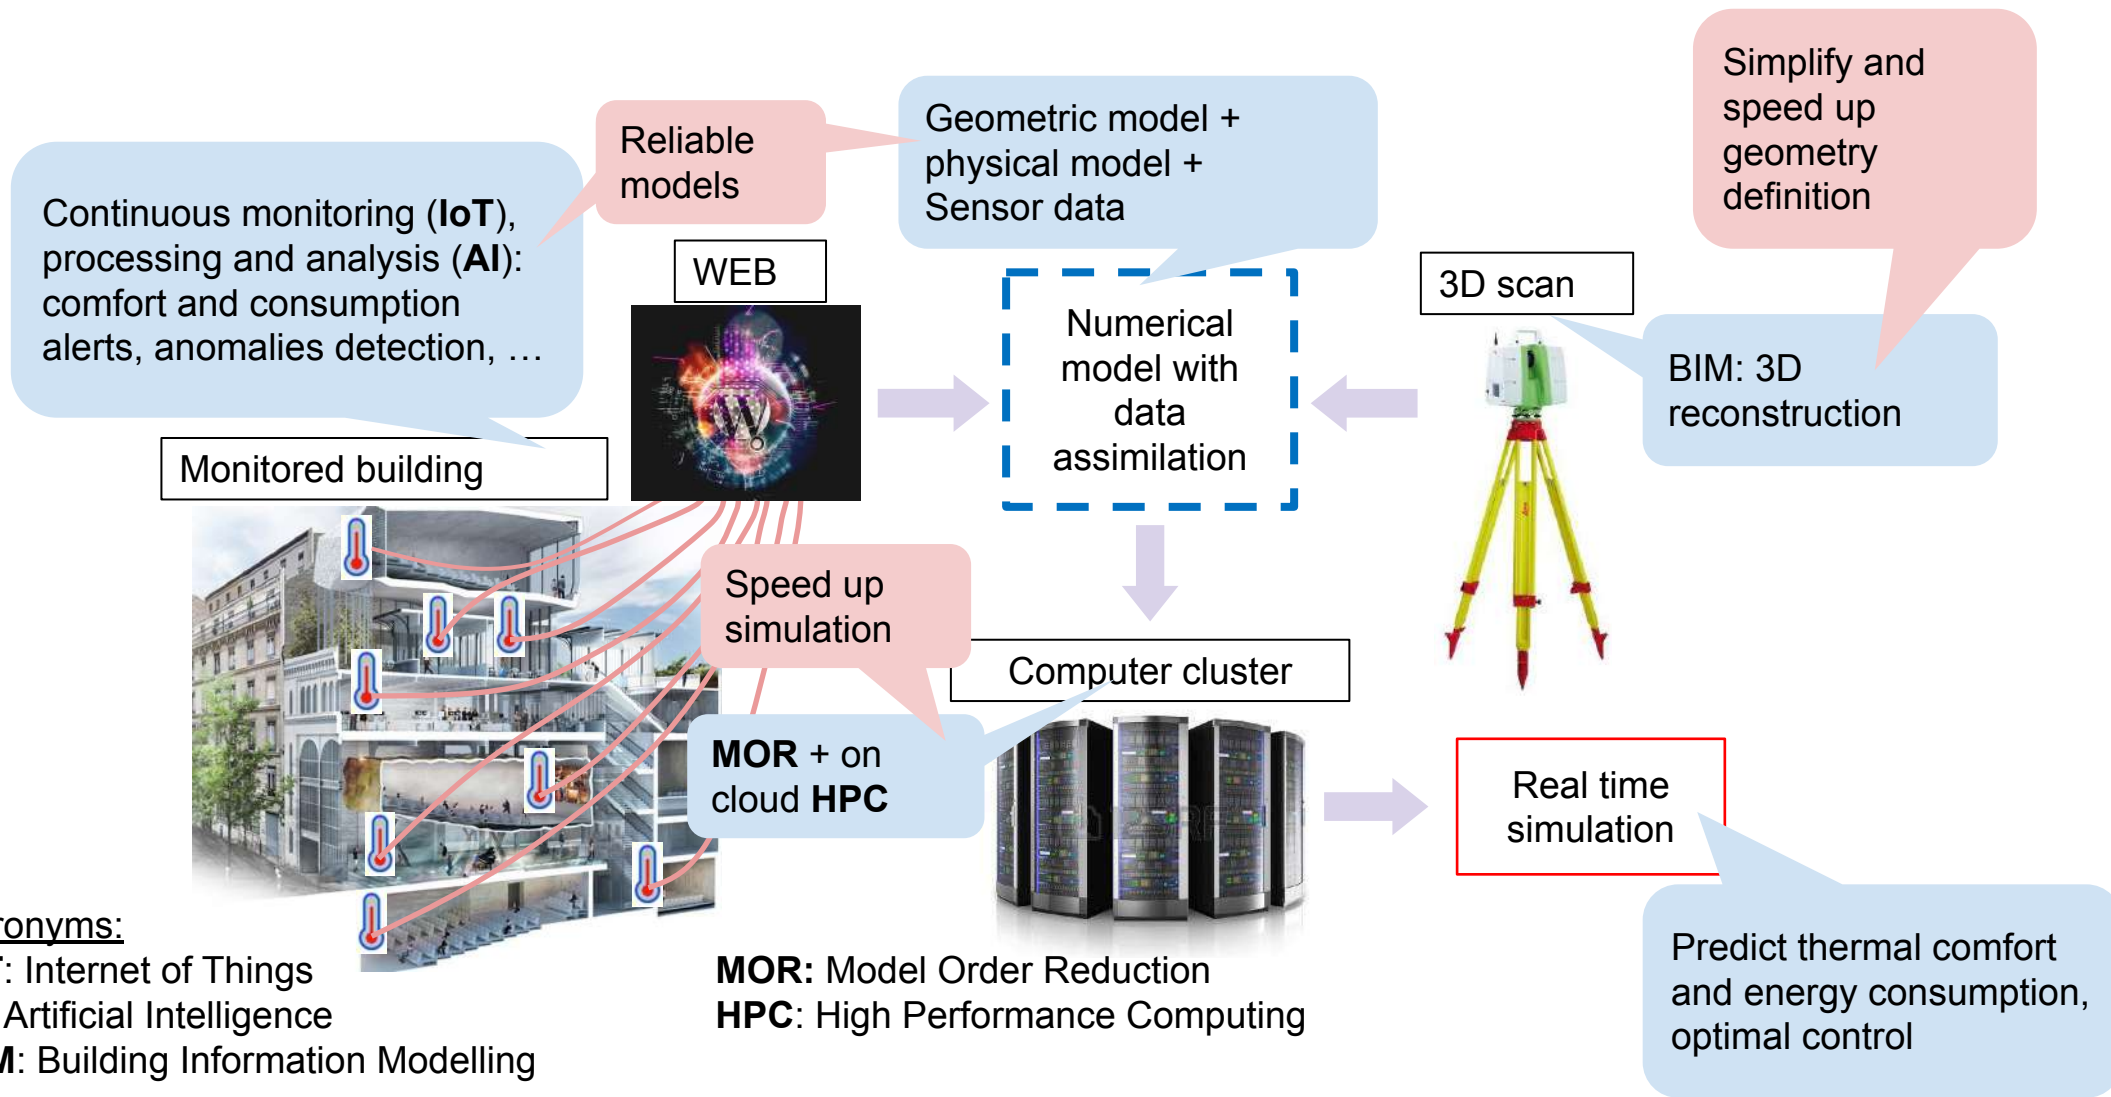 Simplify and
speed up
geometry
definition
Reliable
models
Geometric model +
physical model +
Sensor data
Continuous monitoring (IoT),
processing and analysis (AI):
comfort and consumption
alerts, anomalies detection, …
WEB
3D scan
Numerical
model with
data
assimilation
BIM: 3D
reconstruction
Monitored building
Speed up
simulation
Computer cluster
MOR + on
cloud HPC
Real time
simulation
Predict thermal comfort
and energy consumption,
optimal control
ronyms:
: Internet of Things
Artificial Intelligence
M: Building Information Modelling
MOR: Model Order Reduction
HPC: High Performance Computing